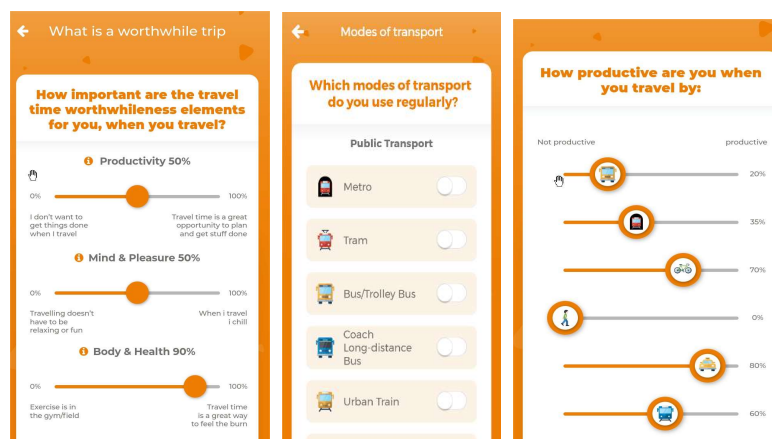 What is a worthwhile trip
How important are the travel
time worthwhileness elements
for you, when you travel?
Productivity 50%
0%
100%
I don't want to
get things done
when I travel
Travel time is a great
opportunity to plan
and get stuff done
Mind & Pleasure 50%
0%
100%
Travelling doesn't
have to be
relaxing or fun
When i travel
i chill
Body & Health 90%
0%
100%
Exercise is in
the gym/field
Travel time
is a great way
to feel the burn
Modes of transport
Which modes of transport
do you use regularly?
Public Transport
Metro
Tram
Bus/Trolley Bus
Coach
Long-distance
Bus
Urban Train
How productive are you when
you travel by:
Not productive
productive
20%
35%
70%
0%
80%
60%